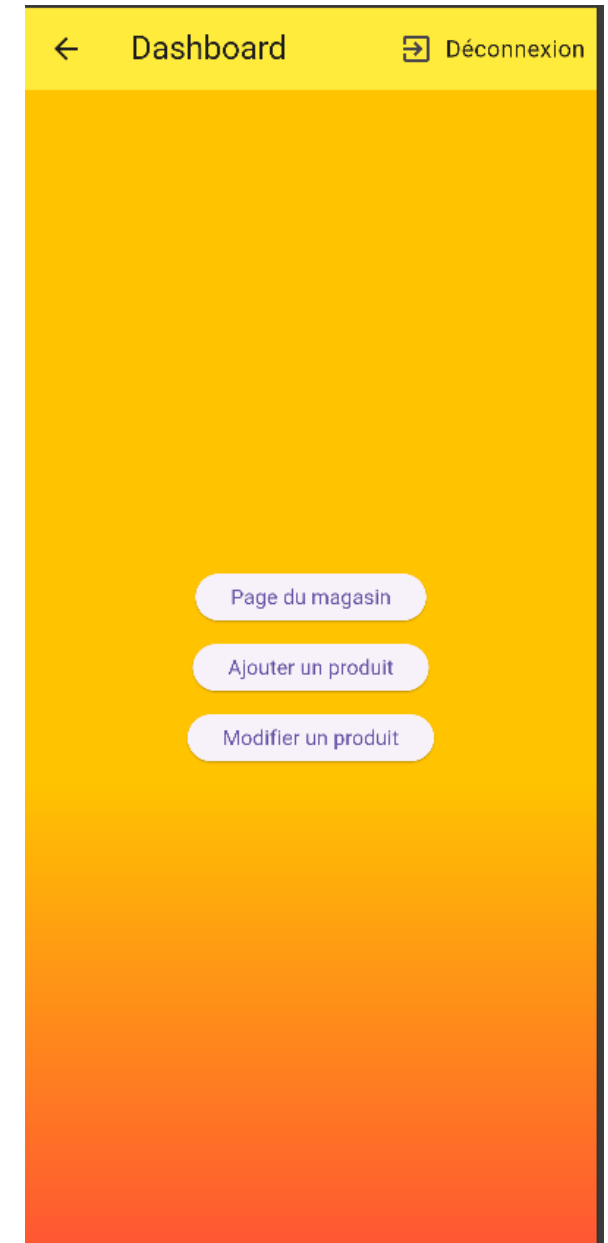 Dashboard Déconnexion
Page du magasin
Ajouter un produit
Modifier un produit